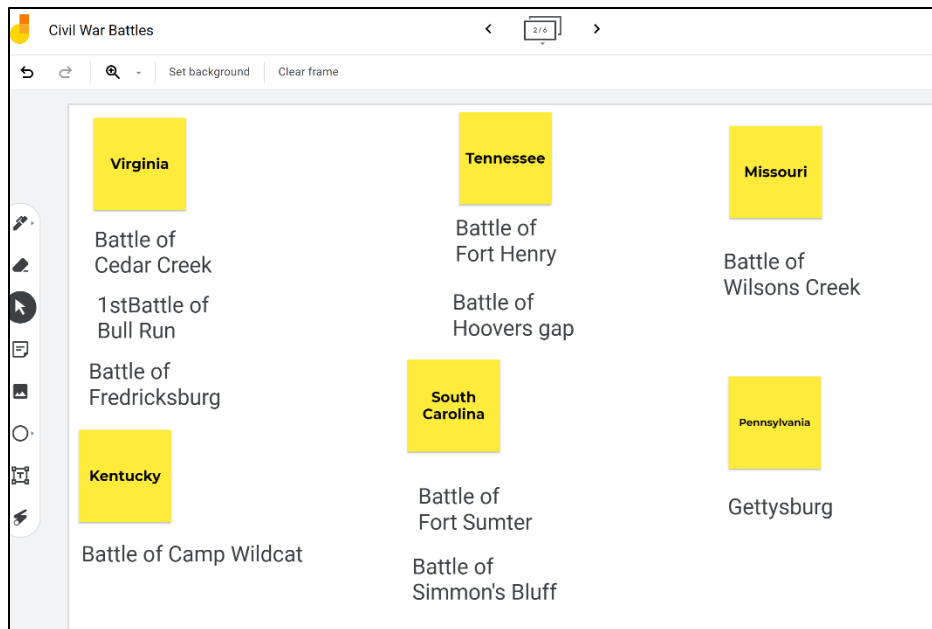 Civil War Battles
2 / 6
Set background
Clear frame
Virginia
Battle of
Cedar Creek
1stBattle of
Bull Run
Battle of
Fredricksburg
Tennessee
Battle of
Fort Henry
Battle of
Hoovers gap
Missouri
Battle of
Wilsons Creek
Kentucky
Battle of Camp Wildcat
South
Carolina
Battle of
Fort Sumter
Battle of
Simmon's Bluff
Pennsylvania
Gettysburg